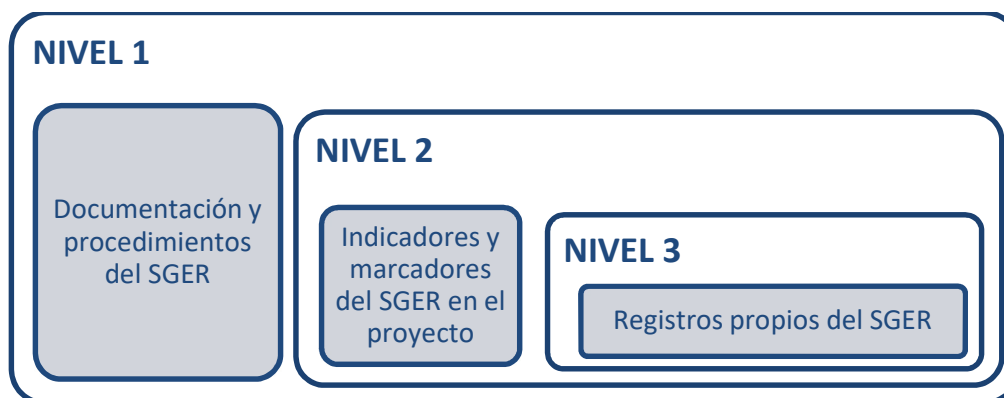 NIVEL 1
Documentación y
procedimientos
del SGER
NIVEL 2
Indicadores y
marcadores
del SGER en el
proyecto
NIVEL 3
Registros propios del SGER